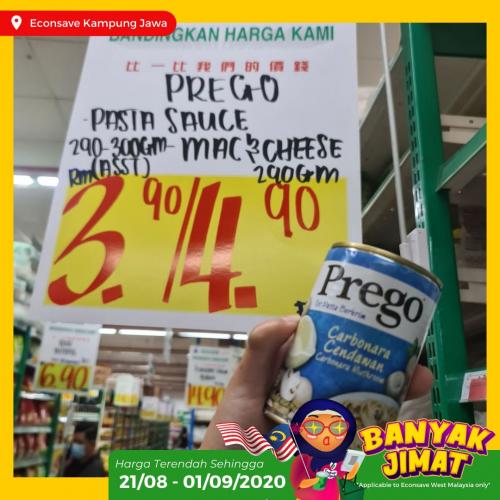 Econsave Kampung Jawa
BANDINGKAN HARGA KAMI
比一比我們的價錢
PREGO
-PASTA SAUCE
290-300GM - MAC & CHEESE
(ASST) 290GM
RM
3.90/4.90
Prego
Carbonara
Cendawan
Carbonara Mushroom
6.90
14.90
BANYAK
JIMAT
Harga Terendah Sehingga
21/08 - 01/09/2020
*Applicable to Econsave West Malaysia only*